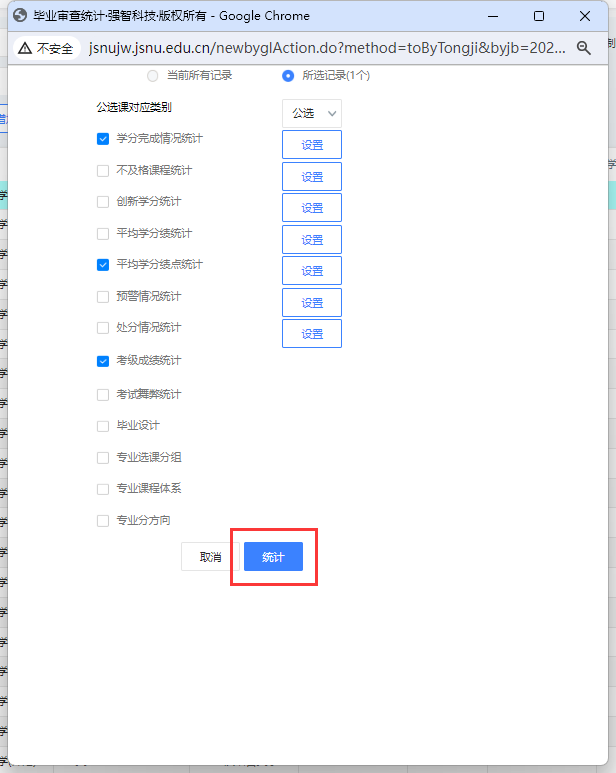 毕业审查统计·强智科技·版权所有 - Google Chrome
不安全 jsnujw.jsnu.edu.cn/newbyglAction.do?method=toByTongji&byjb=202...
当前所有记录 所选记录(1个)
公选课对应类别 公选
学分完成情况统计 设置
不及格课程统计 设置
创新学分统计 设置
平均学分绩统计 设置
平均学分绩点统计 设置
预警情况统计 设置
处分情况统计 设置
考级成绩统计
考试舞弊统计
毕业设计
专业选课分组
专业课程体系
专业分方向
取消 统计